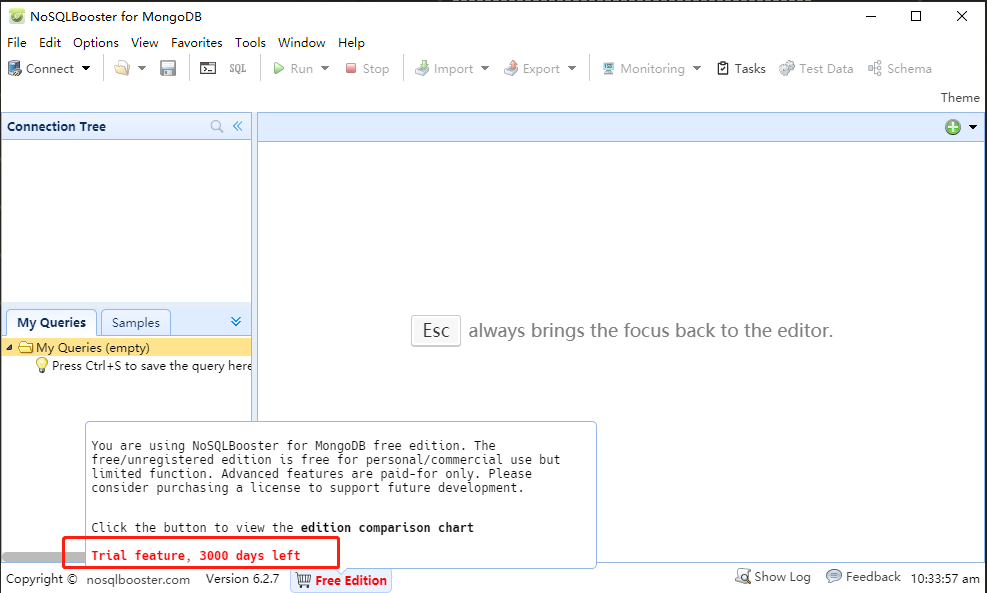 NoSQLBooster for MongoDB
File Edit Options View Favorites Tools Window Help
Connect SQL Run Stop Import Export Monitoring Tasks Test Data Schema
Theme
Connection Tree
Esc always brings the focus back to the editor.
My Queries Samples
My Queries (empty)
Press Ctrl+S to save the query here
You are using NoSQLBooster for MongoDB free edition. The
free/unregistered edition is free for personal/commercial use but
limited function. Advanced features are paid-for only. Please
consider purchasing a license to support future development.
Click the button to view the edition comparison chart
Trial feature, 3000 days left
Copyright © nosqlbooster.com Version 6.2.7 Free Edition Show Log Feedback 10:33:57 am